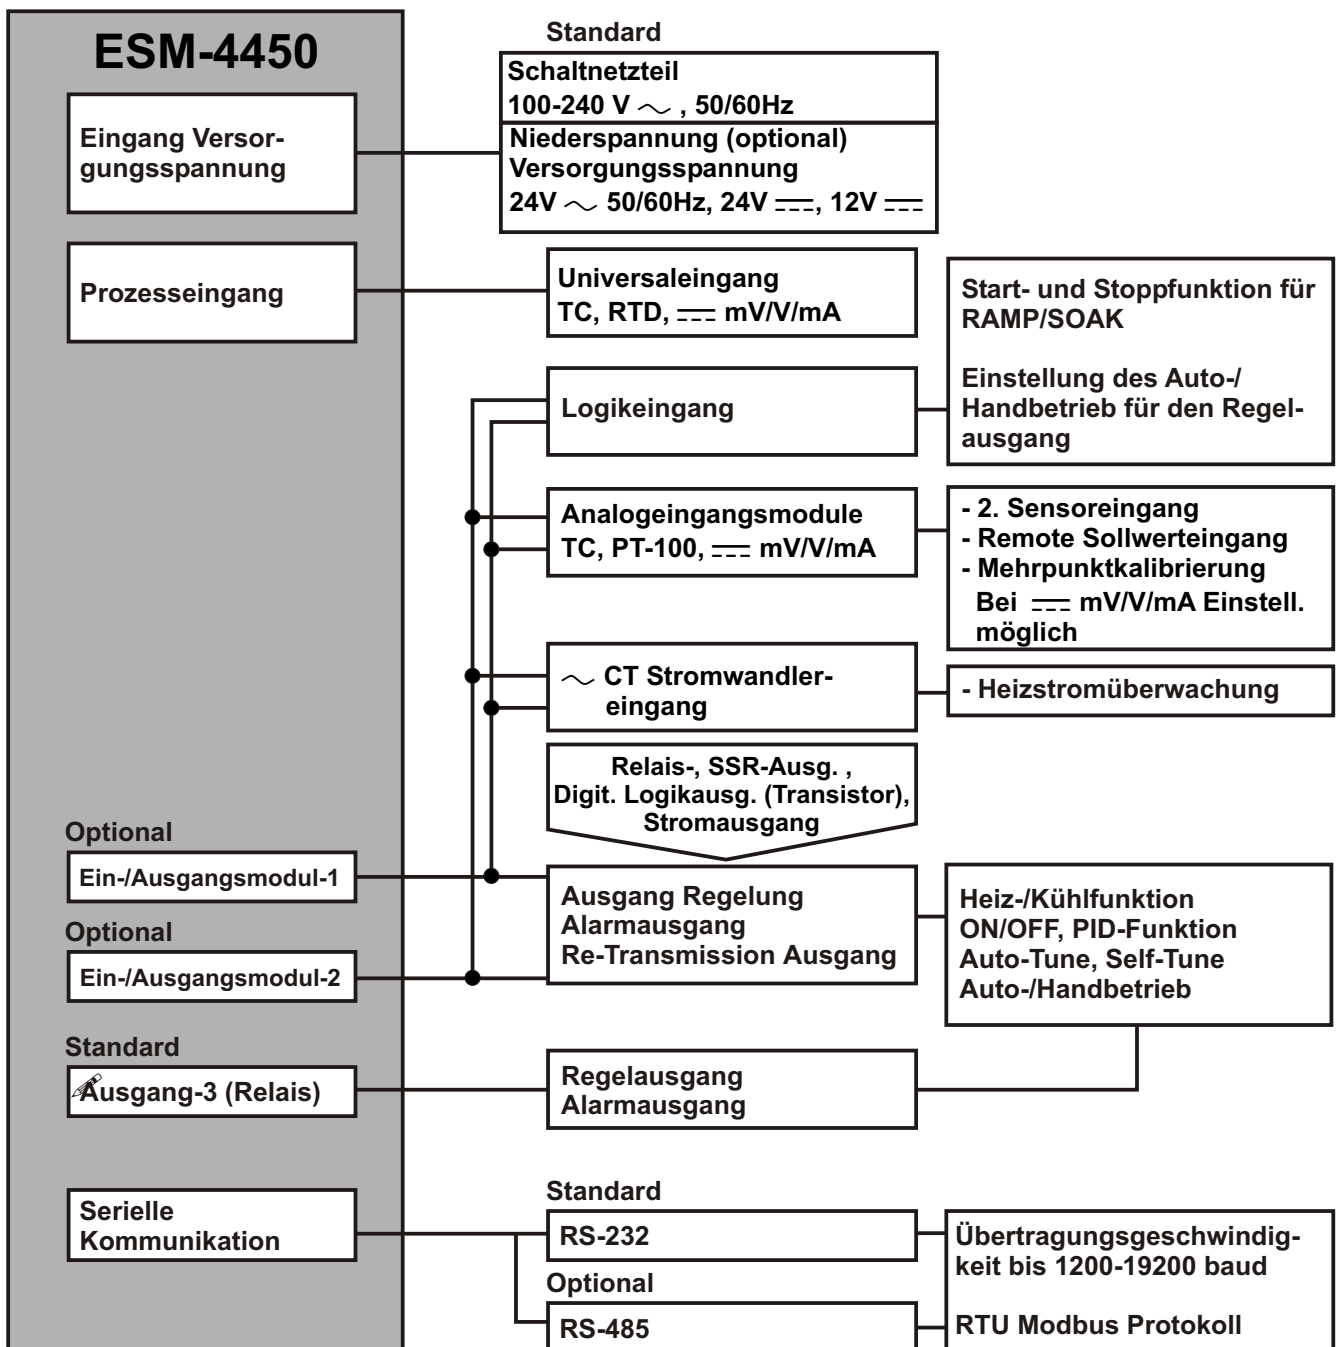 ESM-4450
Standard
Schaltnetzteil
100-240 V ～ , 50/60Hz
Eingang Versor-
gungsspannung
Niederspannung (optional)
Versorgungsspannung
24V ～ 50/60Hz, 24V ⎓, 12V ⎓
Prozesseingang
Universaleingang
TC, RTD, ⎓ mV/V/mA
Logikeingang
Start- und Stoppfunktion für
RAMP/SOAK
Einstellung des Auto-/
Handbetrieb für den Regel-
ausgang
Analogeingangsmodule
TC, PT-100, ⎓ mV/V/mA
- 2. Sensoreingang
- Remote Sollwerteingang
- Mehrpunktkalibrierung
Bei ⎓ mV/V/mA Einstell.
möglich
～ CT Stromwandler-
eingang
- Heizstromüberwachung
Relais-, SSR-Ausg. ,
Digit. Logikausg. (Transistor),
Stromausgang
Optional
Ein-/Ausgangsmodul-1
Optional
Ein-/Ausgangsmodul-2
Ausgang Regelung
Alarmausgang
Re-Transmission Ausgang
Heiz-/Kühlfunktion
ON/OFF, PID-Funktion
Auto-Tune, Self-Tune
Auto-/Handbetrieb
Standard
Ausgang-3 (Relais)
Regelausgang
Alarmausgang
Serielle
Kommunikation
Standard
RS-232
Optional
RS-485
Übertragungsgeschwindig-
keit bis 1200-19200 baud
RTU Modbus Protokoll